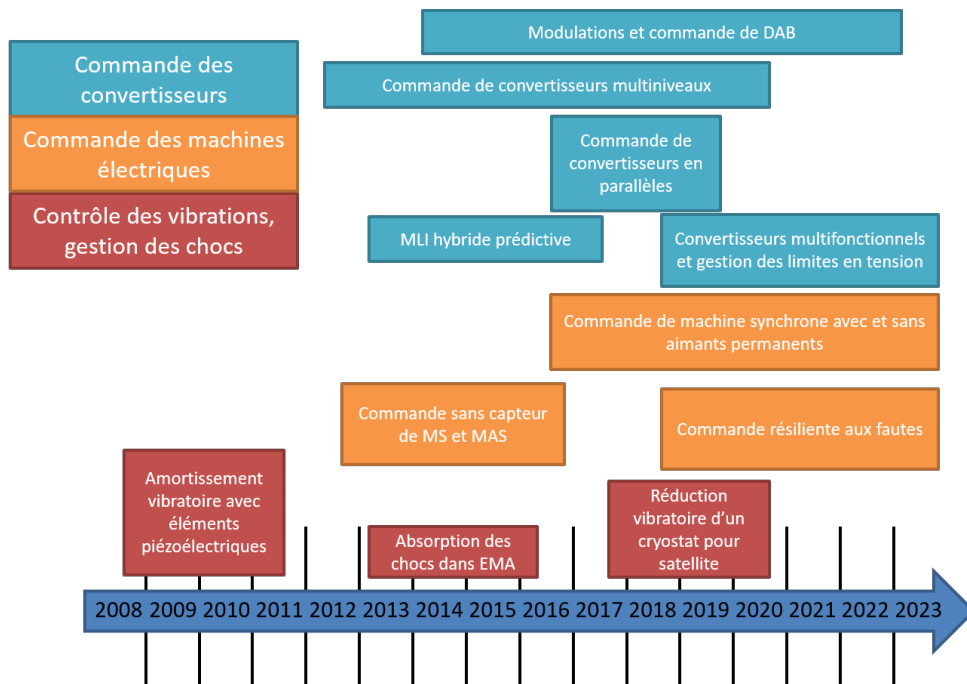 Modulations et commande de DAB
Commande des
convertisseurs
Commande de convertisseurs multiniveaux
Commande des machines
électriques
Commande de
convertisseurs en
parallèles
Contrôle des vibrations,
gestion des chocs
MLI hybride prédictive
Convertisseurs multifonctionnels
et gestion des limites en tension
Commande de machine synchrone avec et sans
aimants permanents
Commande sans capteur
de MS et MAS
Commande résiliente aux fautes
Amortissement
vibratoire avec
éléments
piézoélectriques
Absorption des
chocs dans EMA
Réduction
vibratoire d’un
cryostat pour
satellite
2008 2009 2010 2011 2012 2013 2014 2015 2016 2017 2018 2019 2020 2021 2022 2023